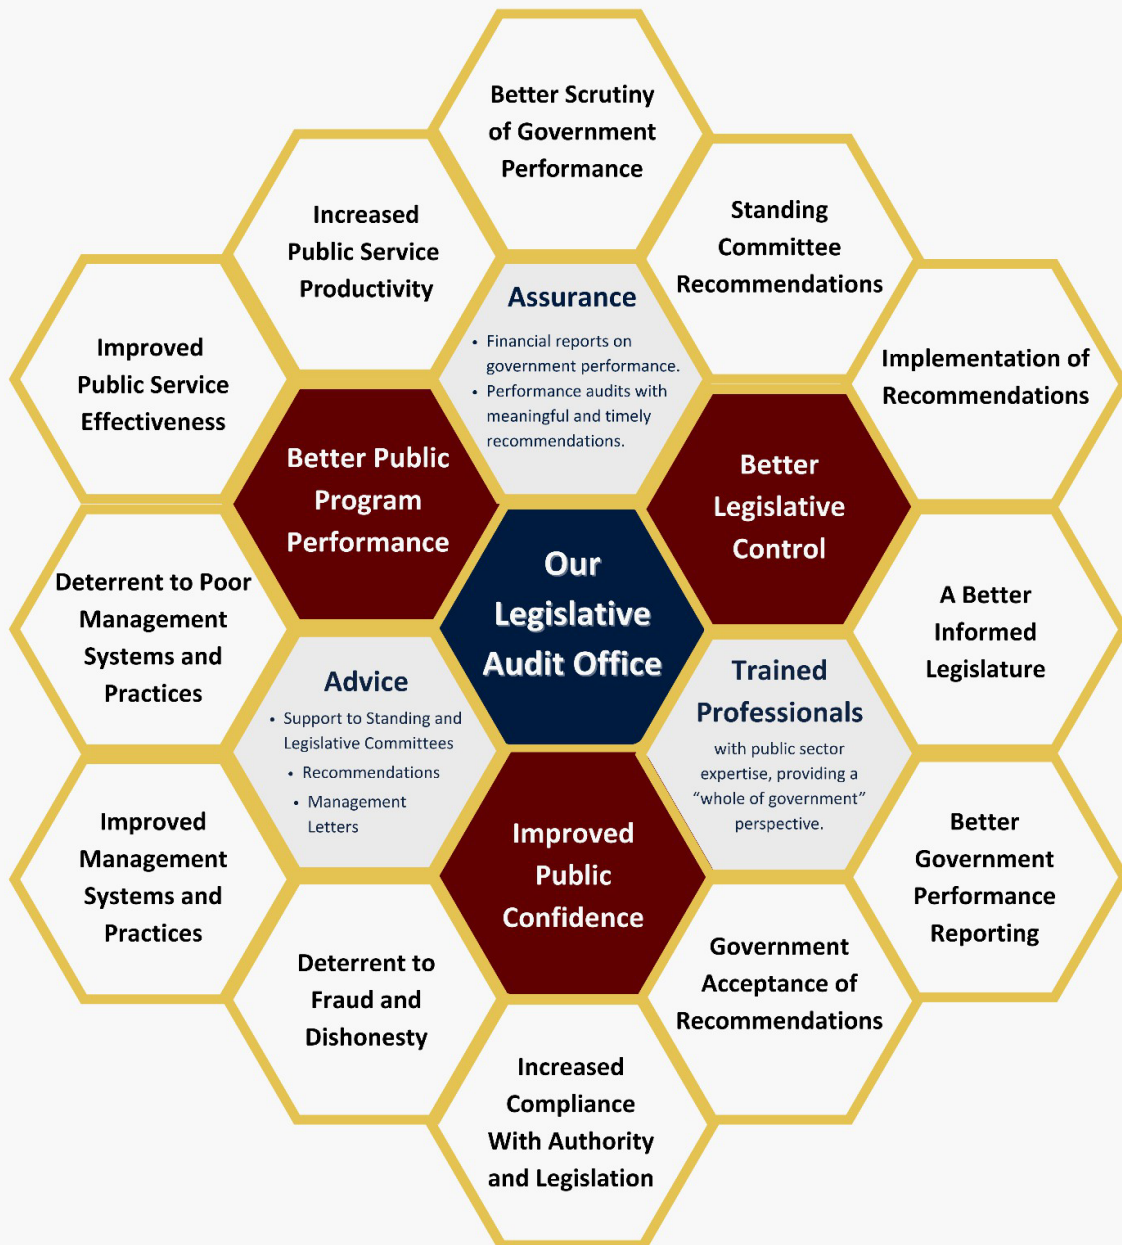 Better Scrutiny
of Government
Performance
Increased
Public Service
Productivity
Standing
Committee
Recommendations
Improved
Public Service
Effectiveness
Assurance
• Financial reports on
government performance.
• Performance audits with
meaningful and timely
recommendations.
Implementation of
Recommendations
Better Public
Program
Performance
Better
Legislative
Control
Our
Legislative
Audit Office
Deterrent to Poor
Management
Systems and
Practices
A Better
Informed
Legislature
Advice
• Support to Standing and
Legislative Committees
• Recommendations
• Management
Letters
Trained
Professionals
with public sector
expertise, providing a
“whole of government”
perspective.
Improved
Management
Systems and
Practices
Improved
Public
Confidence
Better
Government
Performance
Reporting
Deterrent to
Fraud and
Dishonesty
Government
Acceptance of
Recommendations
Increased
Compliance
With Authority
and Legislation